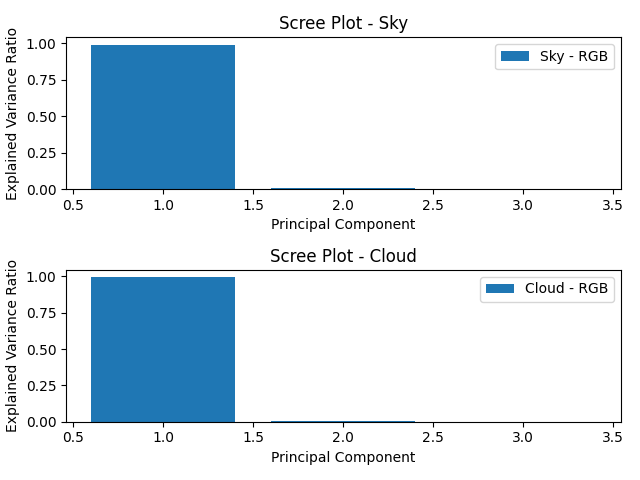 Scree Plot - Sky
Explained Variance Ratio
1.00
0.75
0.50
0.25
0.00
Sky - RGB
0.5 1.0 1.5 2.0 2.5 3.0 3.5
Principal Component
Scree Plot - Cloud
Explained Variance Ratio
1.00
0.75
0.50
0.25
0.00
Cloud - RGB
0.5 1.0 1.5 2.0 2.5 3.0 3.5
Principal Component